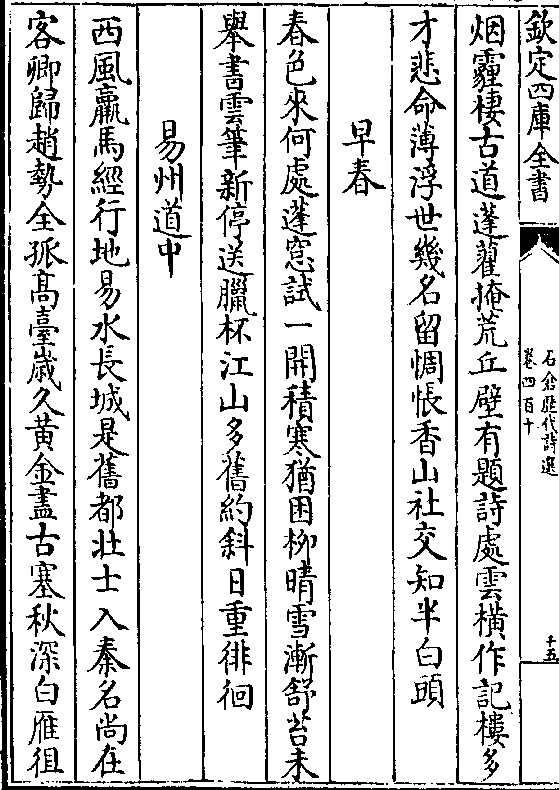 欽定四庫全書
石倉歷代詩選
卷四百十
十五
烟霾棲古道蓬藋掩荒丘壁有題詩處雲橫作記樓多
才悲命薄浮世幾名留惆悵香山社交知半白頭
早春
春色來何處蓬窓試一開積寒猶困柳晴雪漸舒苔未
舉書雲筆新停送臘杯江山多舊約斜日重徘徊
易州道中
西風羸馬經行地易水長城是舊都壯士入秦名尚在
客卿歸趙勢全孤高臺歲久黃金盡古塞秋深白雁徂